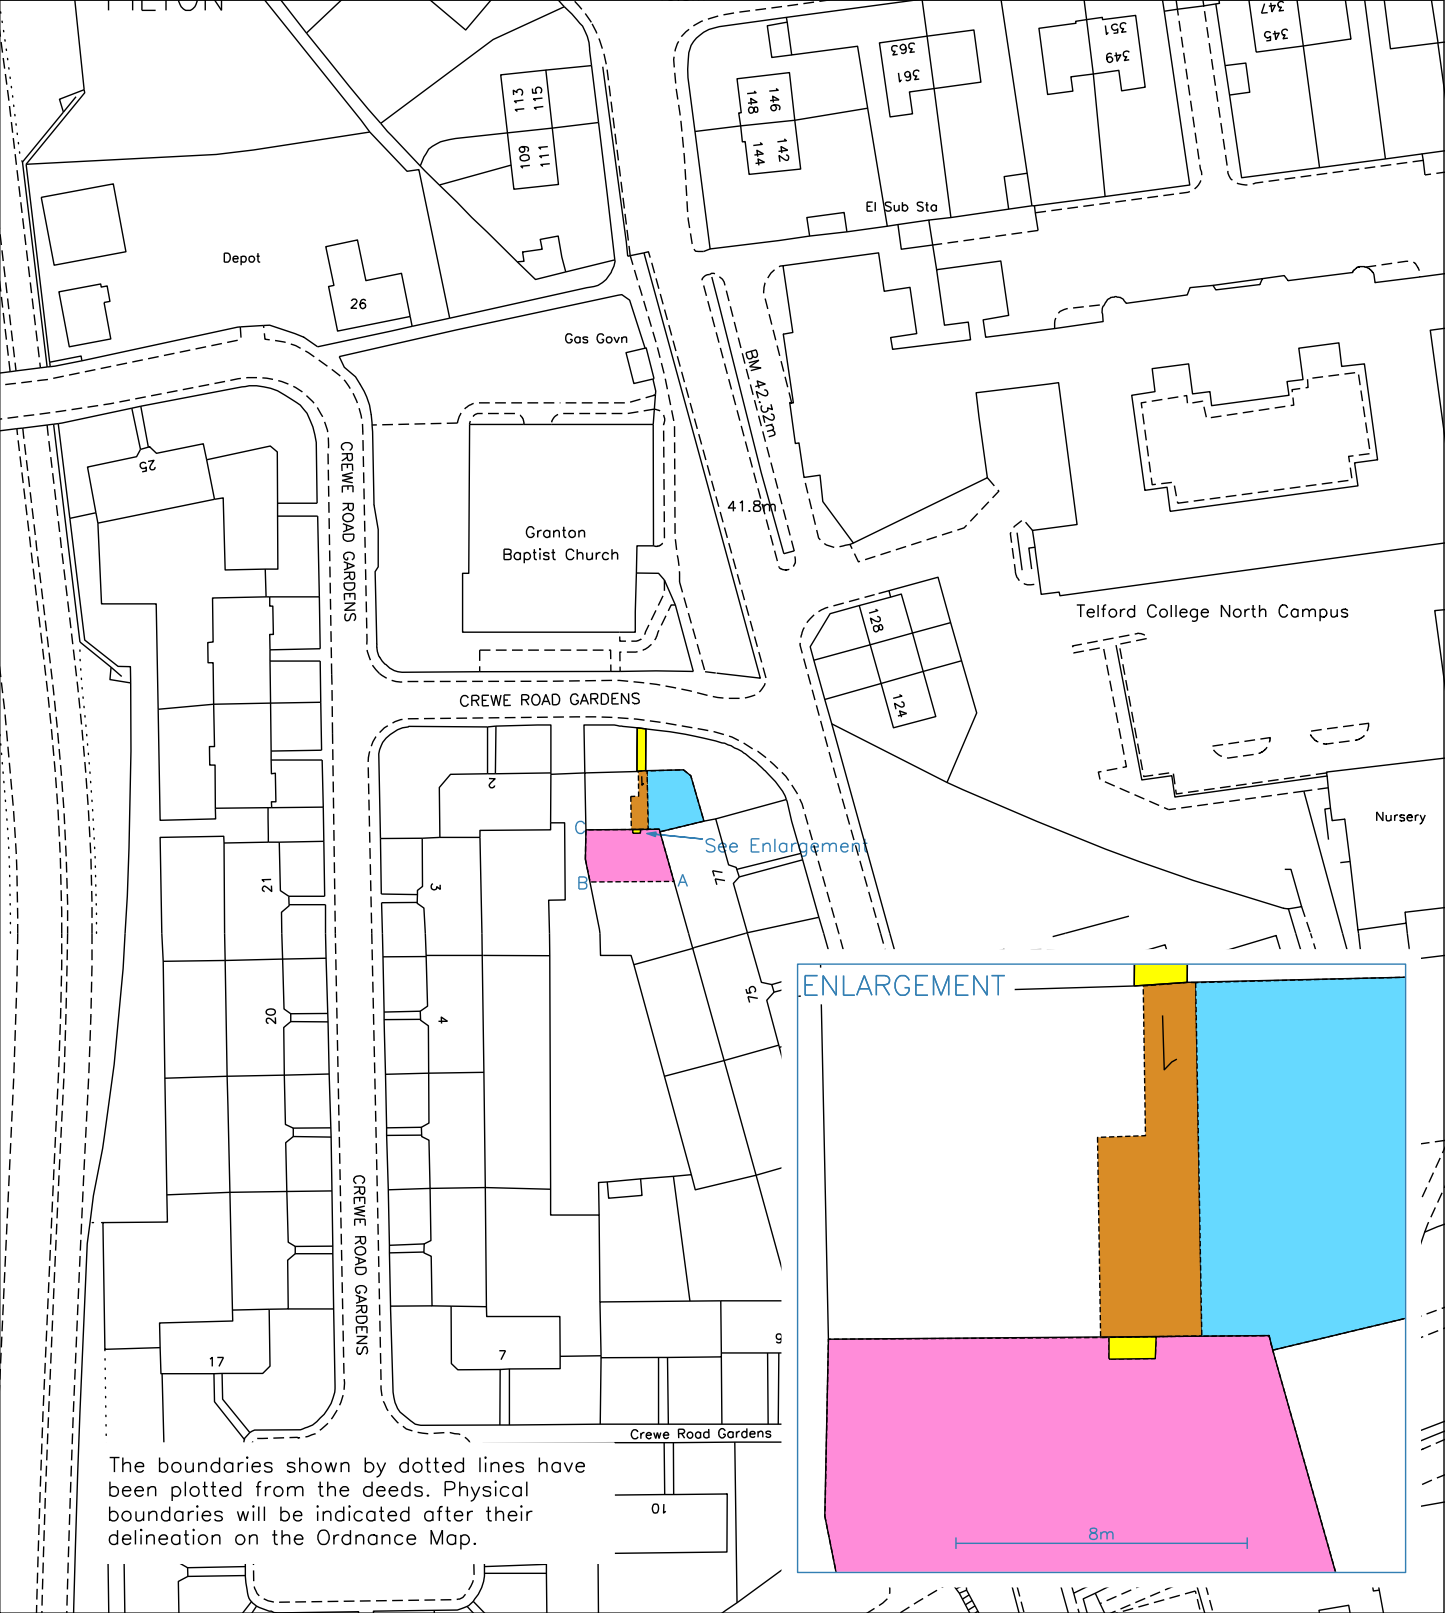 347
345
351
349
363
361
113
115
109
111
148
146
144
142
El Sub Sta
Depot
26
Gas Govn
BM 42.32m
25
CREWE ROAD GARDENS
41.8m
Granton
Baptist Church
128
124
Telford College North Campus
CREWE ROAD GARDENS
2
C
See Enlargement
Nursery
21
3
B
A
77
75
20
4
ENLARGEMENT
1
CREWE ROAD GARDENS
17
7
Crewe Road Gardens
The boundaries shown by dotted lines have
been plotted from the deeds. Physical
boundaries will be indicated after their
delineation on the Ordnance Map.
10
8m